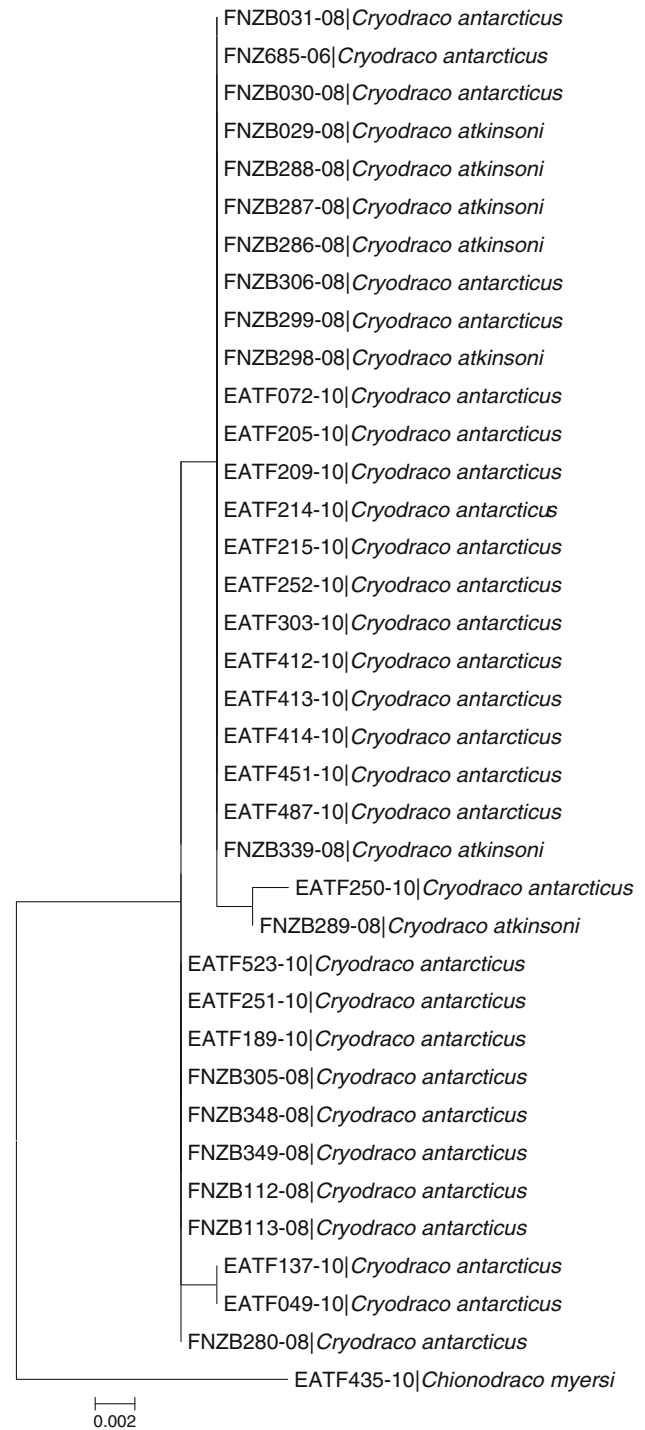 FNZB031-08|Cryodraco antarcticus
FNZ685-06|Cryodraco antarcticus
FNZB030-08|Cryodraco antarcticus
FNZB029-08|Cryodraco atkinsoni
FNZB288-08|Cryodraco atkinsoni
FNZB287-08|Cryodraco atkinsoni
FNZB286-08|Cryodraco atkinsoni
FNZB306-08|Cryodraco antarcticus
FNZB299-08|Cryodraco antarcticus
FNZB298-08|Cryodraco atkinsoni
EATF072-10|Cryodraco antarcticus
EATF205-10|Cryodraco antarcticus
EATF209-10|Cryodraco antarcticus
EATF214-10|Cryodraco antarcticus
EATF215-10|Cryodraco antarcticus
EATF252-10|Cryodraco antarcticus
EATF303-10|Cryodraco antarcticus
EATF412-10|Cryodraco antarcticus
EATF413-10|Cryodraco antarcticus
EATF414-10|Cryodraco antarcticus
EATF451-10|Cryodraco antarcticus
EATF487-10|Cryodraco antarcticus
FNZB339-08|Cryodraco atkinsoni
EATF250-10|Cryodraco antarcticus
FNZB289-08|Cryodraco atkinsoni
EATF523-10|Cryodraco antarcticus
EATF251-10|Cryodraco antarcticus
EATF189-10|Cryodraco antarcticus
FNZB305-08|Cryodraco antarcticus
FNZB348-08|Cryodraco antarcticus
FNZB349-08|Cryodraco antarcticus
FNZB112-08|Cryodraco antarcticus
FNZB113-08|Cryodraco antarcticus
EATF137-10|Cryodraco antarcticus
EATF049-10|Cryodraco antarcticus
FNZB280-08|Cryodraco antarcticus
EATF435-10|Chionodraco myersi
0.002